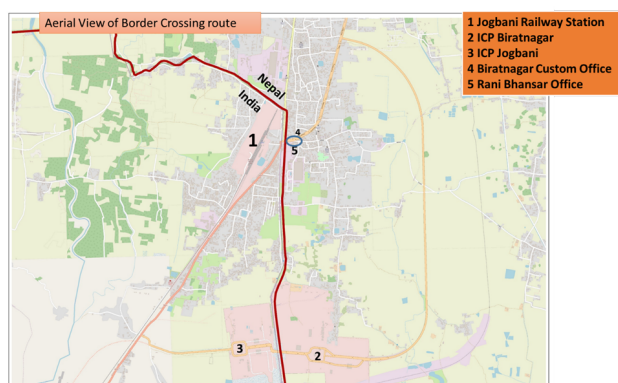 Aerial View of Border Crossing route
1 Jogbani Railway Station
2 ICP Biratnagar
3 ICP Jogbani
4 Biratnagar Custom Office
5 Rani Bhansar Office
Nepal
India
1
4
5
3
2